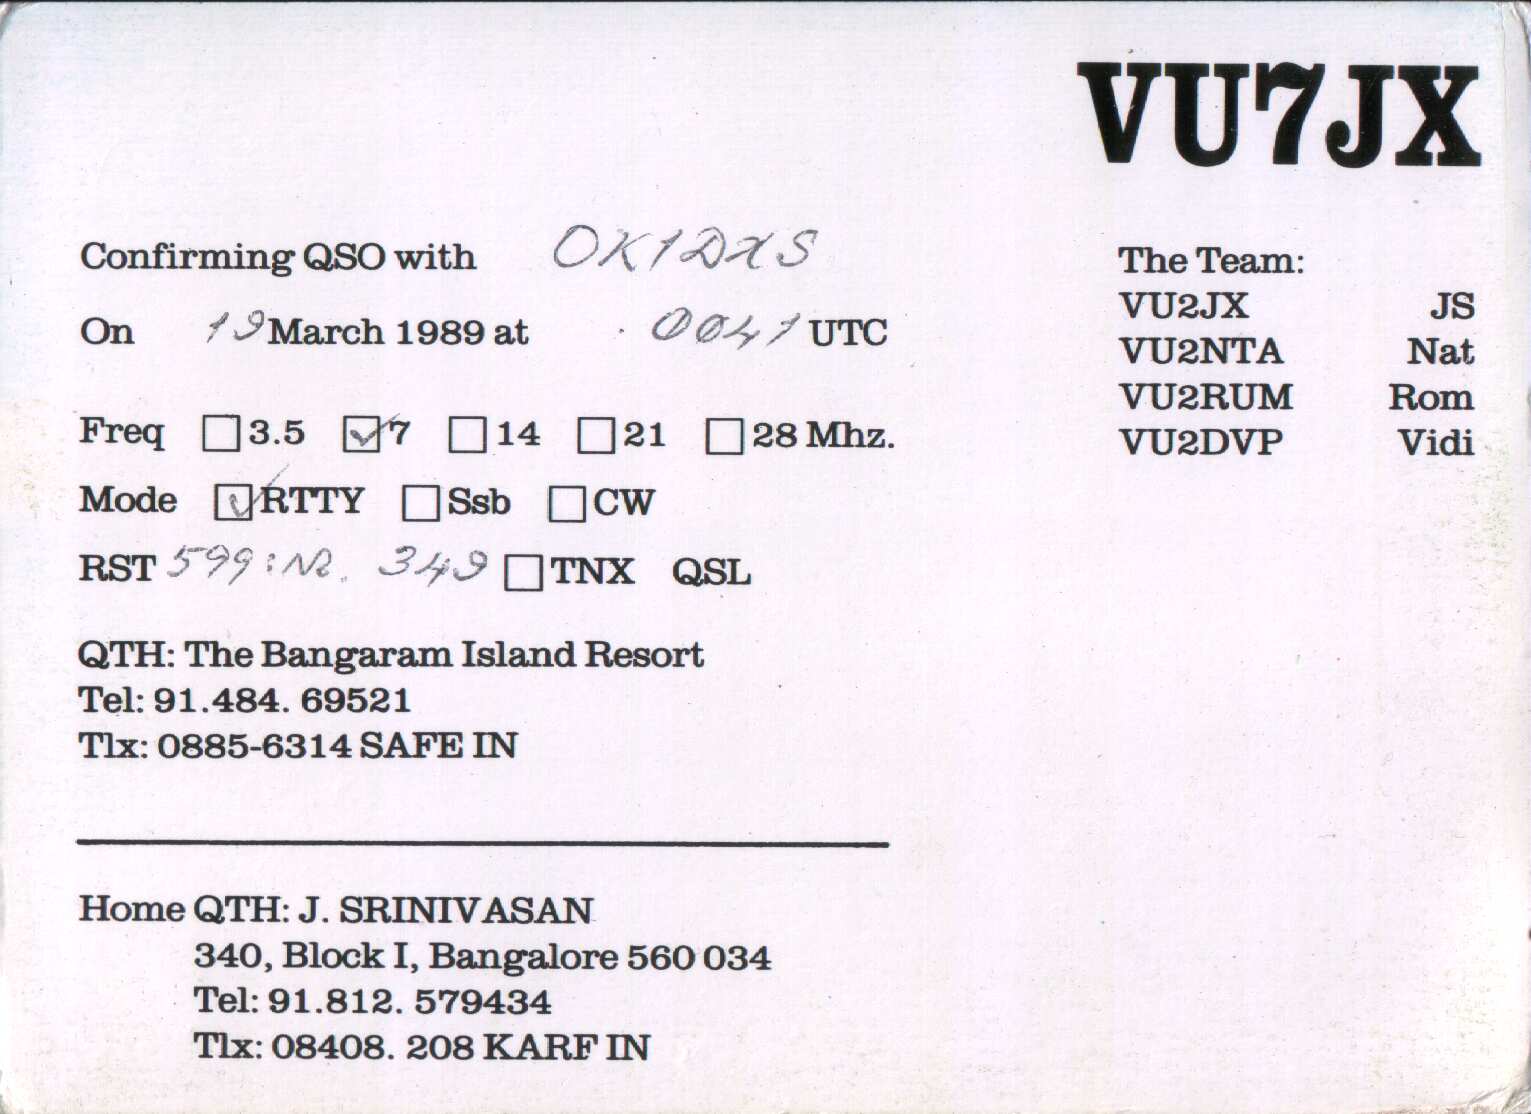 VU7JX
Confirming QSO with OK1DXS
On 19 March 1989 at 0041 UTC
Freq 3.5 7 14 21 28 Mhz.
Mode RTTY Ssb CW
RST 599:NR. 349 TNX QSL
QTH: The Bangaram Island Resort
Tel: 91.484. 69521
Tlx: 0885-6314 SAFE IN
The Team:
VU2JX JS
VU2NTA Nat
VU2RUM Rom
VU2DVP Vidi
Home QTH: J. SRINIVASAN
340, Block I, Bangalore 560 034
Tel: 91.812. 579434
Tlx: 08408. 208 KARF IN